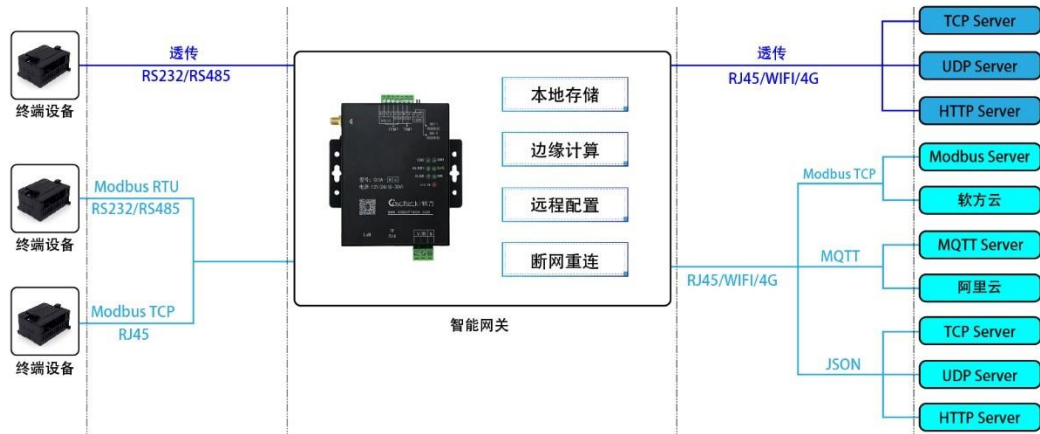 透传
RS232/RS485
终端设备
Modbus RTU
RS232/RS485
终端设备
Modbus TCP
RJ45
终端设备
本地存储
边缘计算
远程配置
断网重连
智能网关
透传
RJ45/WIFI/4G
RJ45/WIFI/4G
Modbus TCP
MQTT
JSON
TCP Server
UDP Server
HTTP Server
Modbus Server
软方云
MQTT Server
阿里云
TCP Server
UDP Server
HTTP Server